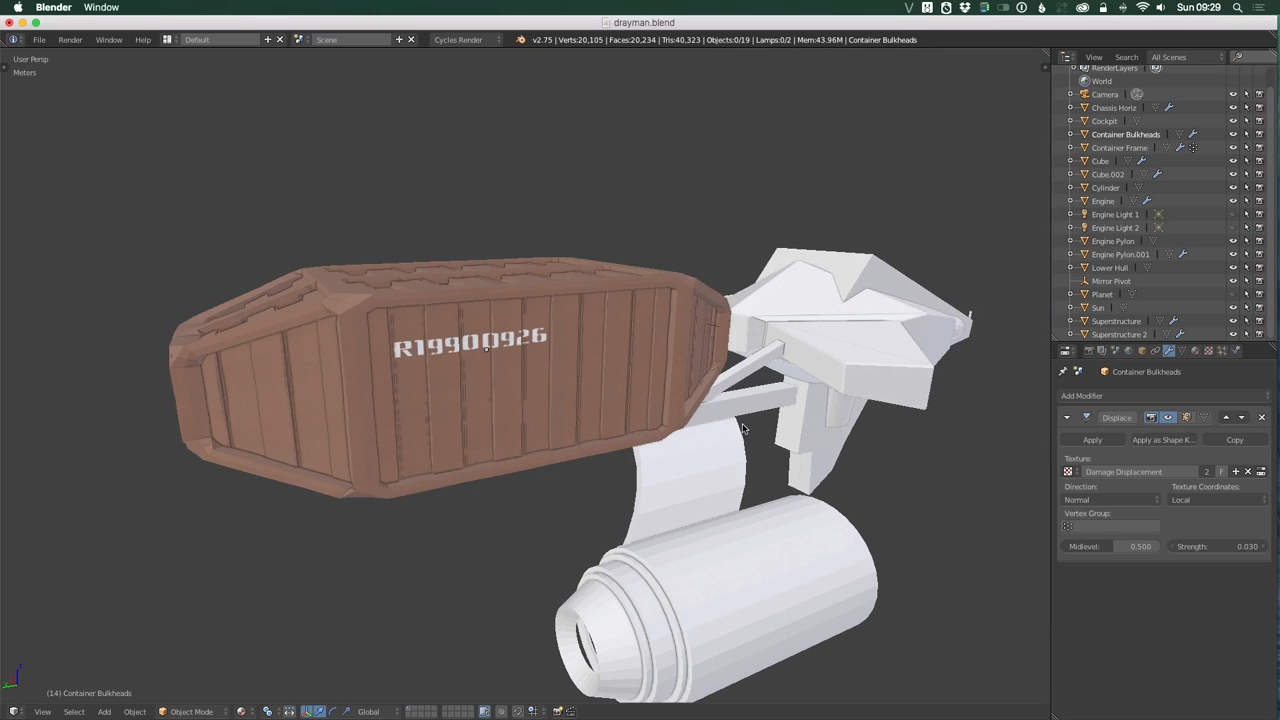 Blender Window Sun 09:29
drayman.blend
File Render Window Help Default Scene Cycles Render v2.75 | Verts:20,105 | Faces:20,234 | Tris:40,323 | Objects:0/19 | Lamps:0/2 | Mem:43.96M | Container Bulkheads
User Persp
Meters
View Search All Scenes
RenderLayers
World
Camera
Chassis Horiz
Cockpit
Container Bulkheads
Container Frame
Cube
Cube.002
Cylinder
Engine
Engine Light 1
Engine Light 2
Engine Pylon
Engine Pylon.001
Lower Hull
Mirror Pivot
Planet
Sun
Superstructure
Superstructure 2
R19900926
Container Bulkheads
Add Modifier
Displace
Apply Apply as Shape K... Copy
Texture:
Damage Displacement 2 F
Direction: Texture Coordinates:
Normal Local
Vertex Group:
Midlevel: 0.500 Strength: 0.030
(14) Container Bulkheads
View Select Add Object Object Mode Global